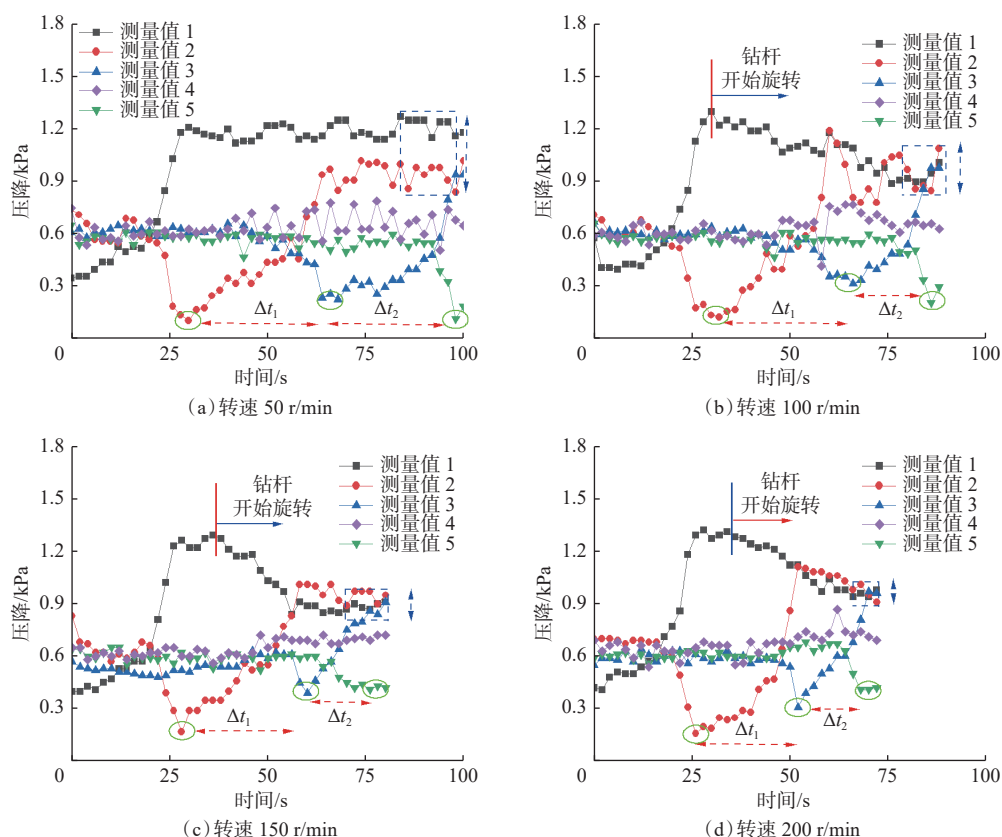 1.8
1.5
1.2
0.9
0.6
0.3
压降/kPa
测量值 1
测量值 2
测量值 3
测量值 4
测量值 5
Δt₁
Δt₂
0
25
50
75
100
时间/s
(a)转速 50 r/min
1.8
1.5
1.2
0.9
0.6
0.3
压降/kPa
钻杆
开始旋转
测量值 1
测量值 2
测量值 3
测量值 4
测量值 5
Δt₁
Δt₂
0
25
50
75
100
时间/s
(b)转速 100 r/min
1.8
1.5
1.2
0.9
0.6
0.3
压降/kPa
钻杆
开始旋转
测量值 1
测量值 2
测量值 3
测量值 4
测量值 5
Δt₁
Δt₂
0
25
50
75
100
时间/s
(c)转速 150 r/min
1.8
1.5
1.2
0.9
0.6
0.3
压降/kPa
钻杆
开始旋转
测量值 1
测量值 2
测量值 3
测量值 4
测量值 5
Δt₁
Δt₂
0
25
50
75
100
时间/s
(d)转速 200 r/min